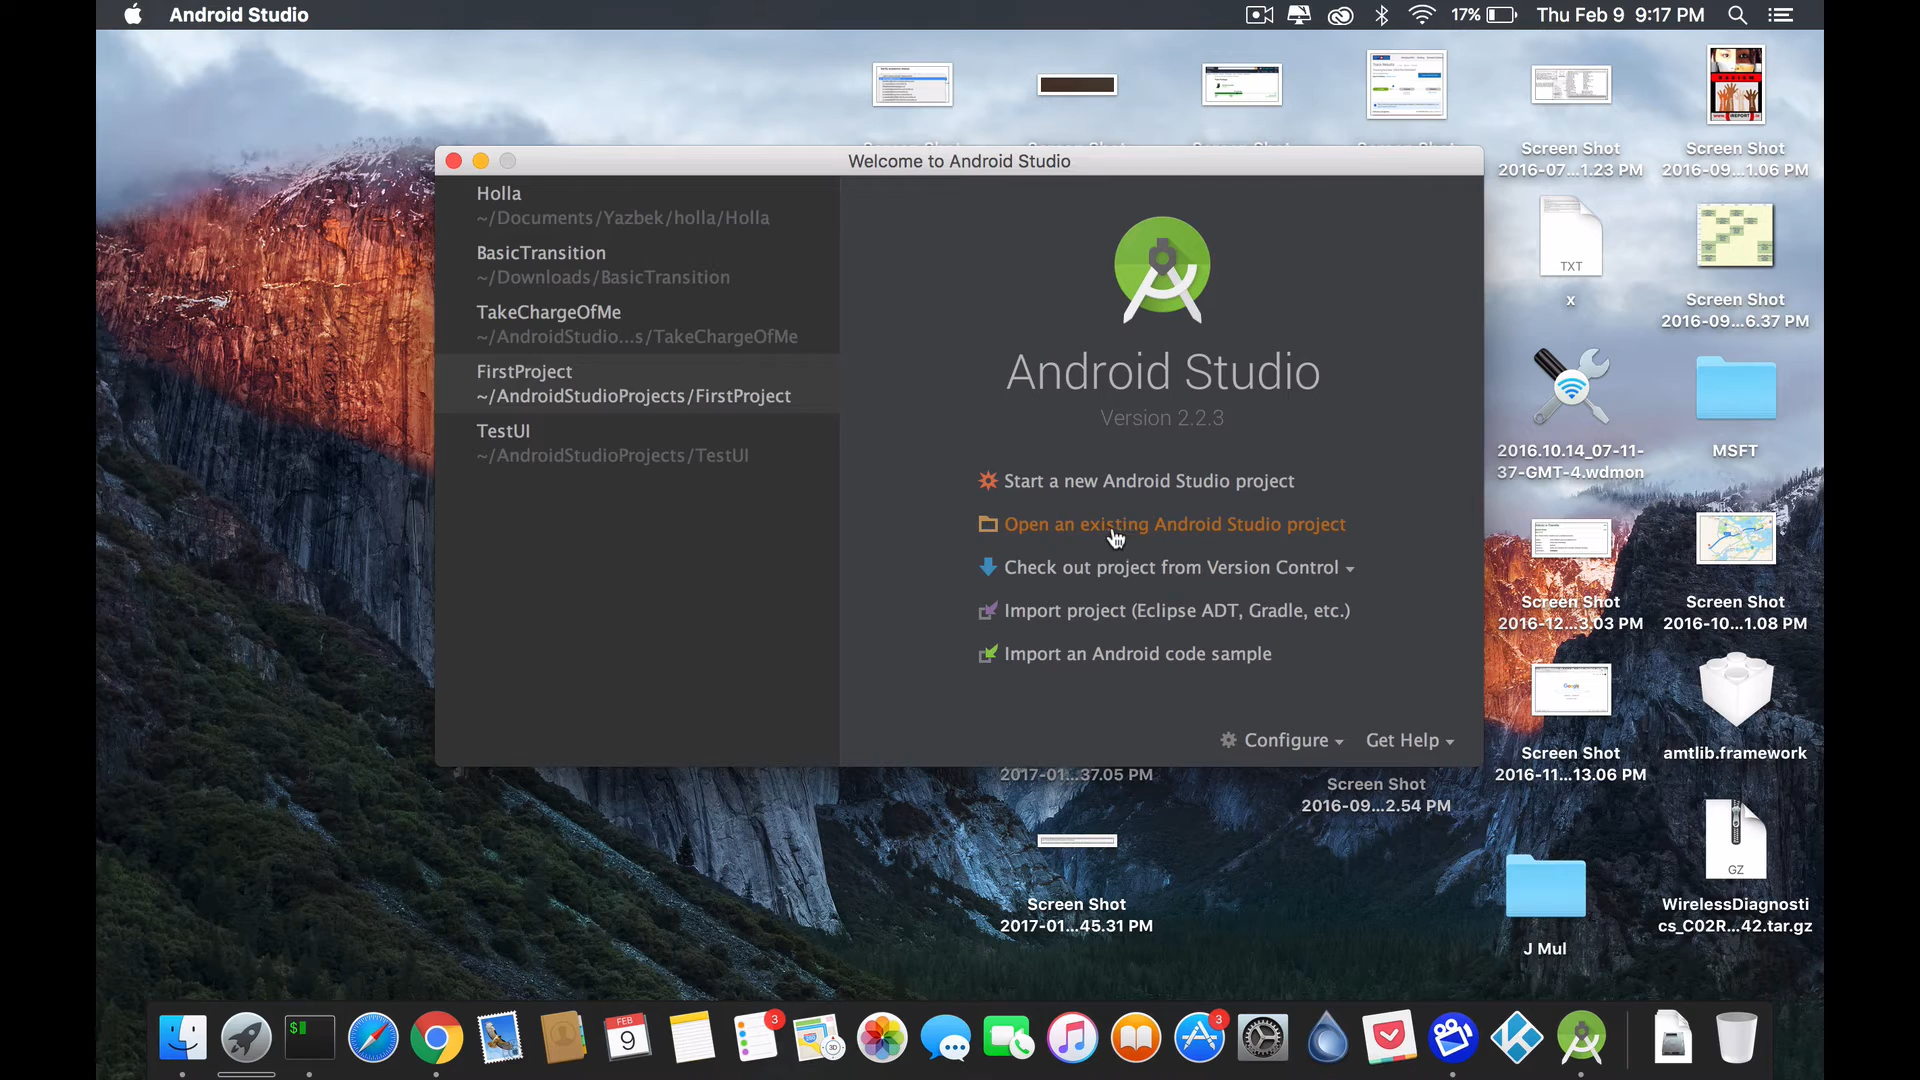 Android Studio
17%
Thu Feb 9 9:17 PM
Screen Shot
2016-07...1.23 PM
Screen Shot
2016-09...1.06 PM
Welcome to Android Studio
Holla
~/Documents/Yazbek/holla/Holla
BasicTransition
~/Downloads/BasicTransition
TakeChargeOfMe
~/AndroidStudio...s/TakeChargeOfMe
FirstProject
~/AndroidStudioProjects/FirstProject
TestUI
~/AndroidStudioProjects/TestUI
Android Studio
Version 2.2.3
Start a new Android Studio project
Open an existing Android Studio project
Check out project from Version Control
Import project (Eclipse ADT, Gradle, etc.)
Import an Android code sample
Configure
Get Help
TXT
x
Screen Shot
2016-09...6.37 PM
2016.10.14_07-11-
37-GMT-4.wdmon
MSFT
Screen Shot
2016-12...3.03 PM
Screen Shot
2016-10...1.08 PM
Google
Screen Shot
2016-11...13.06 PM
amtlib.framework
2017-01...37.05 PM
Screen Shot
2016-09...2.54 PM
Screen Shot
2017-01...45.31 PM
J Mul
GZ
WirelessDiagnosti
cs_C02R...42.tar.gz
$
FEB
9
3
3D
3